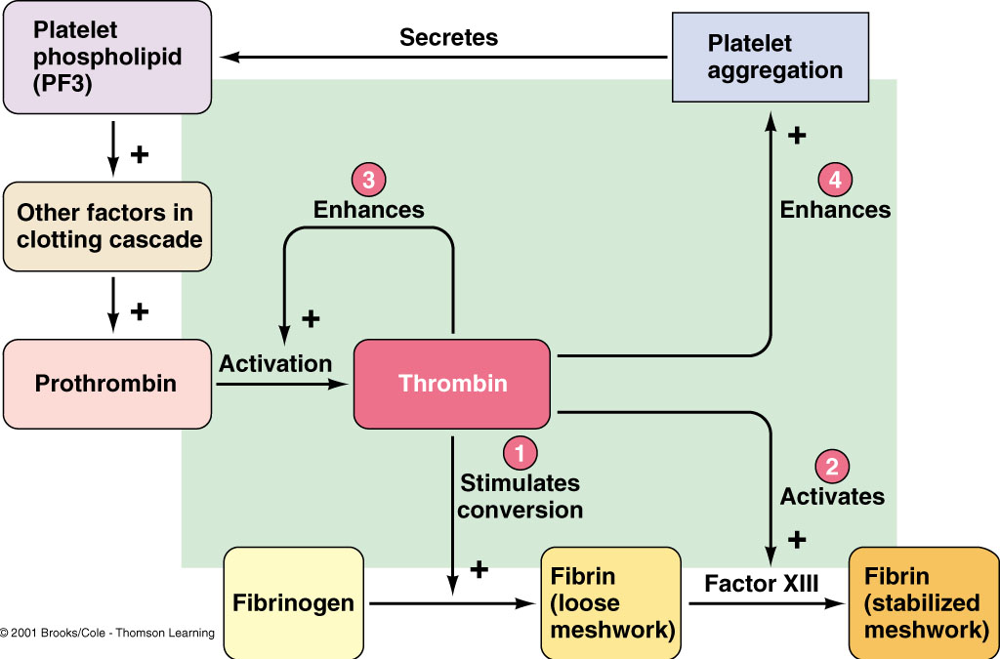 Platelet
phospholipid
(PF3)
Secretes
Platelet
aggregation
+
+
Other factors in
clotting cascade
3
Enhances
4
Enhances
+
+
Prothrombin
Activation
Thrombin
1
Stimulates
conversion
2
Activates
+
+
Fibrinogen
Fibrin
(loose
meshwork)
Factor XIII
Fibrin
(stabilized
meshwork)
© 2001 Brooks/Cole - Thomson Learning